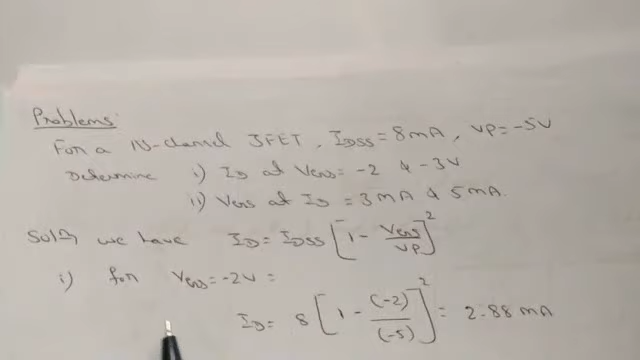 Problems:
For a N-channel JFET, IDSS = 8mA, VP = -5V
Determine i) ID at VGS = -2 & -3V
ii) VGS at ID = 3mA & 5mA.
Soln we have ID = IDSS [1 - VGS/VP]²
i) for VGS = -2V =
ID = 8 [1 - (-2)/(-5)]² = 2.88 mA